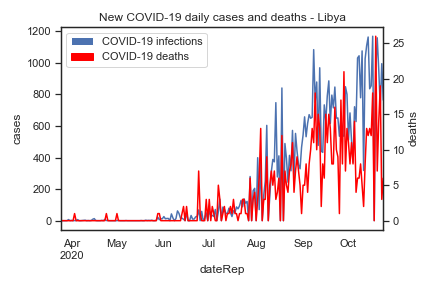 New COVID-19 daily cases and deaths - Libya
COVID-19 infections
COVID-19 deaths
1200
1000
800
600
400
200
0
cases
25
20
15
10
5
0
deaths
Apr May Jun Jul Aug Sep Oct
2020
dateRep